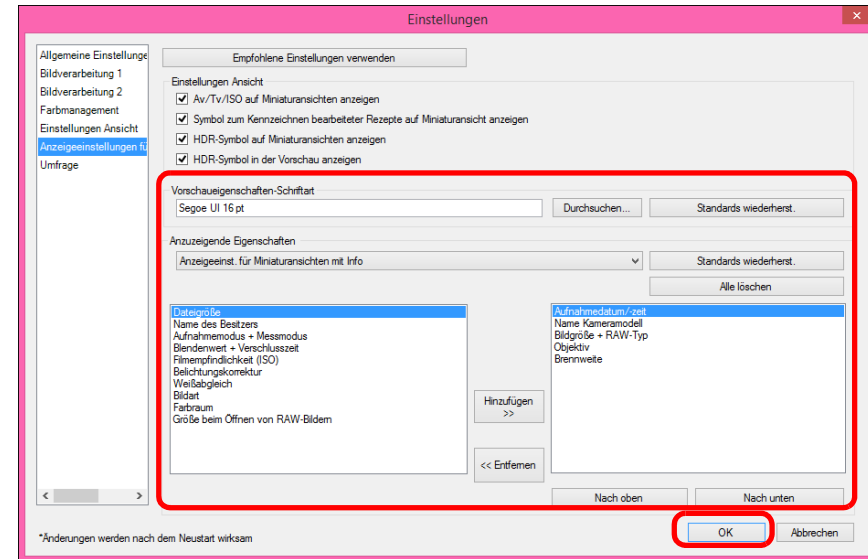 Einstellungen
Allgemeine Einstellunge
Bildverarbeitung 1
Bildverarbeitung 2
Farbmanagement
Einstellungen Ansicht
Anzeigeeinstellungen fü
Umfrage
Empfohlene Einstellungen verwenden
Einstellungen Ansicht
Av/Tv/ISO auf Miniaturansichten anzeigen
Symbol zum Kennzeichnen bearbeiteter Rezepte auf Miniaturansicht anzeigen
HDR-Symbol auf Miniaturansichten anzeigen
HDR-Symbol in der Vorschau anzeigen
Vorschaueigenschaften-Schriftart
Segoe UI 16 pt
Durchsuchen...
Standards wiederherst.
Anzuzeigende Eigenschaften
Anzeigeeinst. für Miniaturansichten mit Info
Standards wiederherst.
Alle löschen
Dateigröße
Name des Besitzers
Aufnahmemodus + Messmodus
Blendenwert + Verschlusszeit
Filmempfindlichkeit (ISO)
Belichtungskorrektur
Weißabgleich
Bildart
Farbraum
Größe beim Öffnen von RAW-Bildern
Hinzufügen
>>
<< Entfernen
Aufnahmedatum/-zeit
Name Kameramodell
Bildgröße + RAW-Typ
Objektiv
Brennweite
Nach oben
Nach unten
*Änderungen werden nach dem Neustart wirksam
OK
Abbrechen